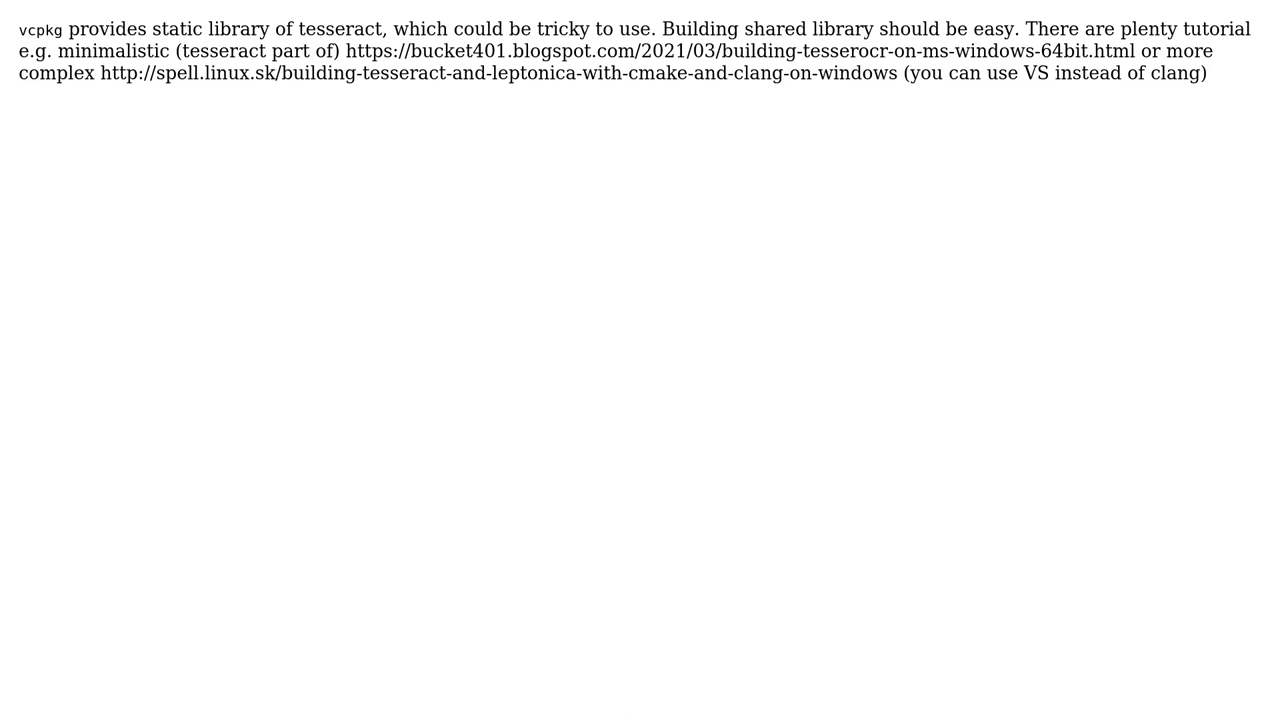 vcpkg provides static library of tesseract, which could be tricky to use. Building shared library should be easy. There are plenty tutorial
e.g. minimalistic (tesseract part of) https://bucket401.blogspot.com/2021/03/building-tesserocr-on-ms-windows-64bit.html or more
complex http://spell.linux.sk/building-tesseract-and-leptonica-with-cmake-and-clang-on-windows (you can use VS instead of clang)